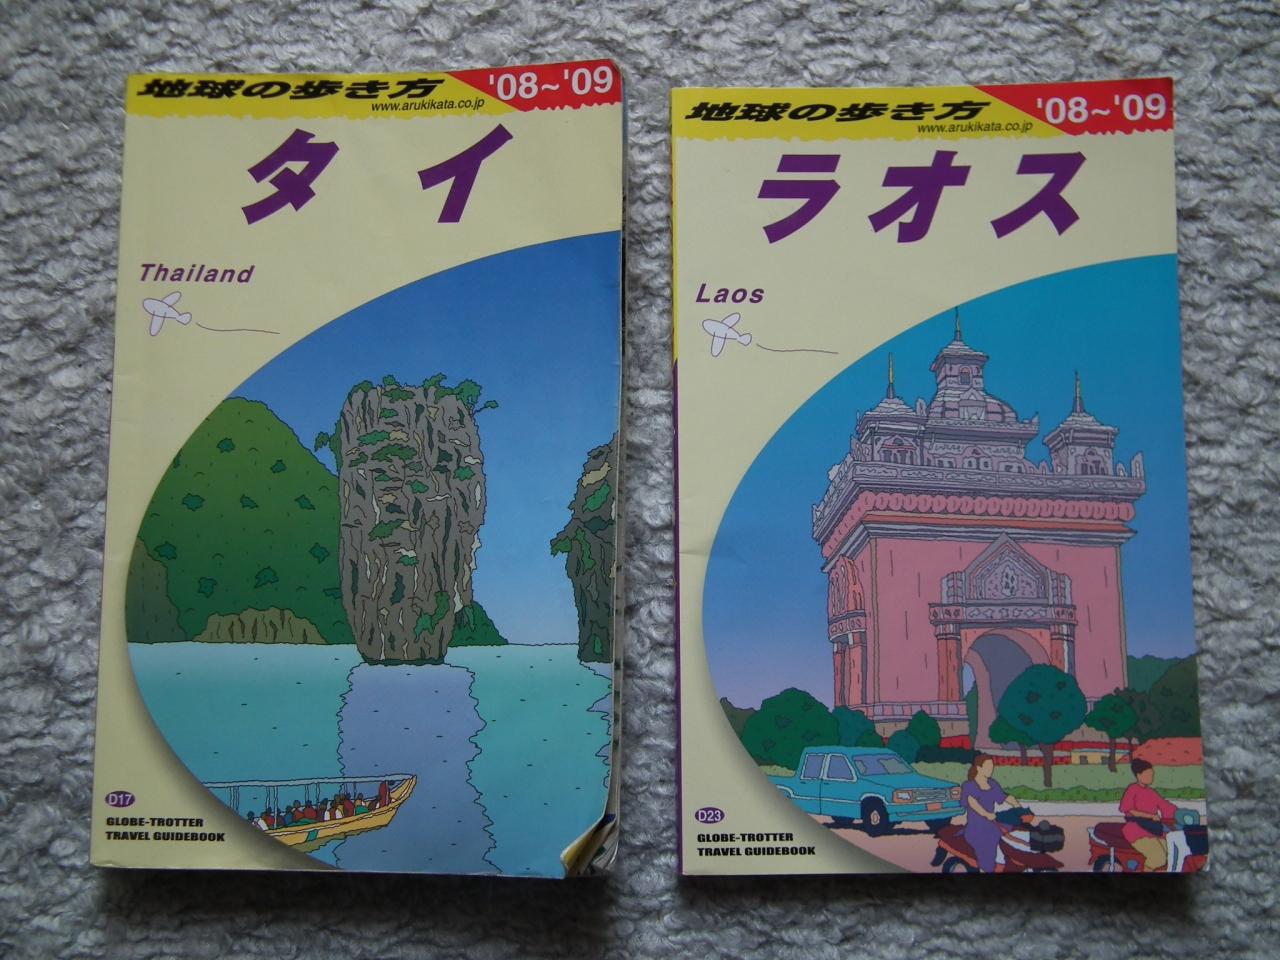 地球の歩き方
www.arukikata.co.jp
'08~'09
タイ
Thailand
D17
GLOBE-TROTTER
TRAVEL GUIDEBOOK
地球の歩き方
www.arukikata.co.jp
'08~'09
ラオス
Laos
D23
GLOBE-TROTTER
TRAVEL GUIDEBOOK